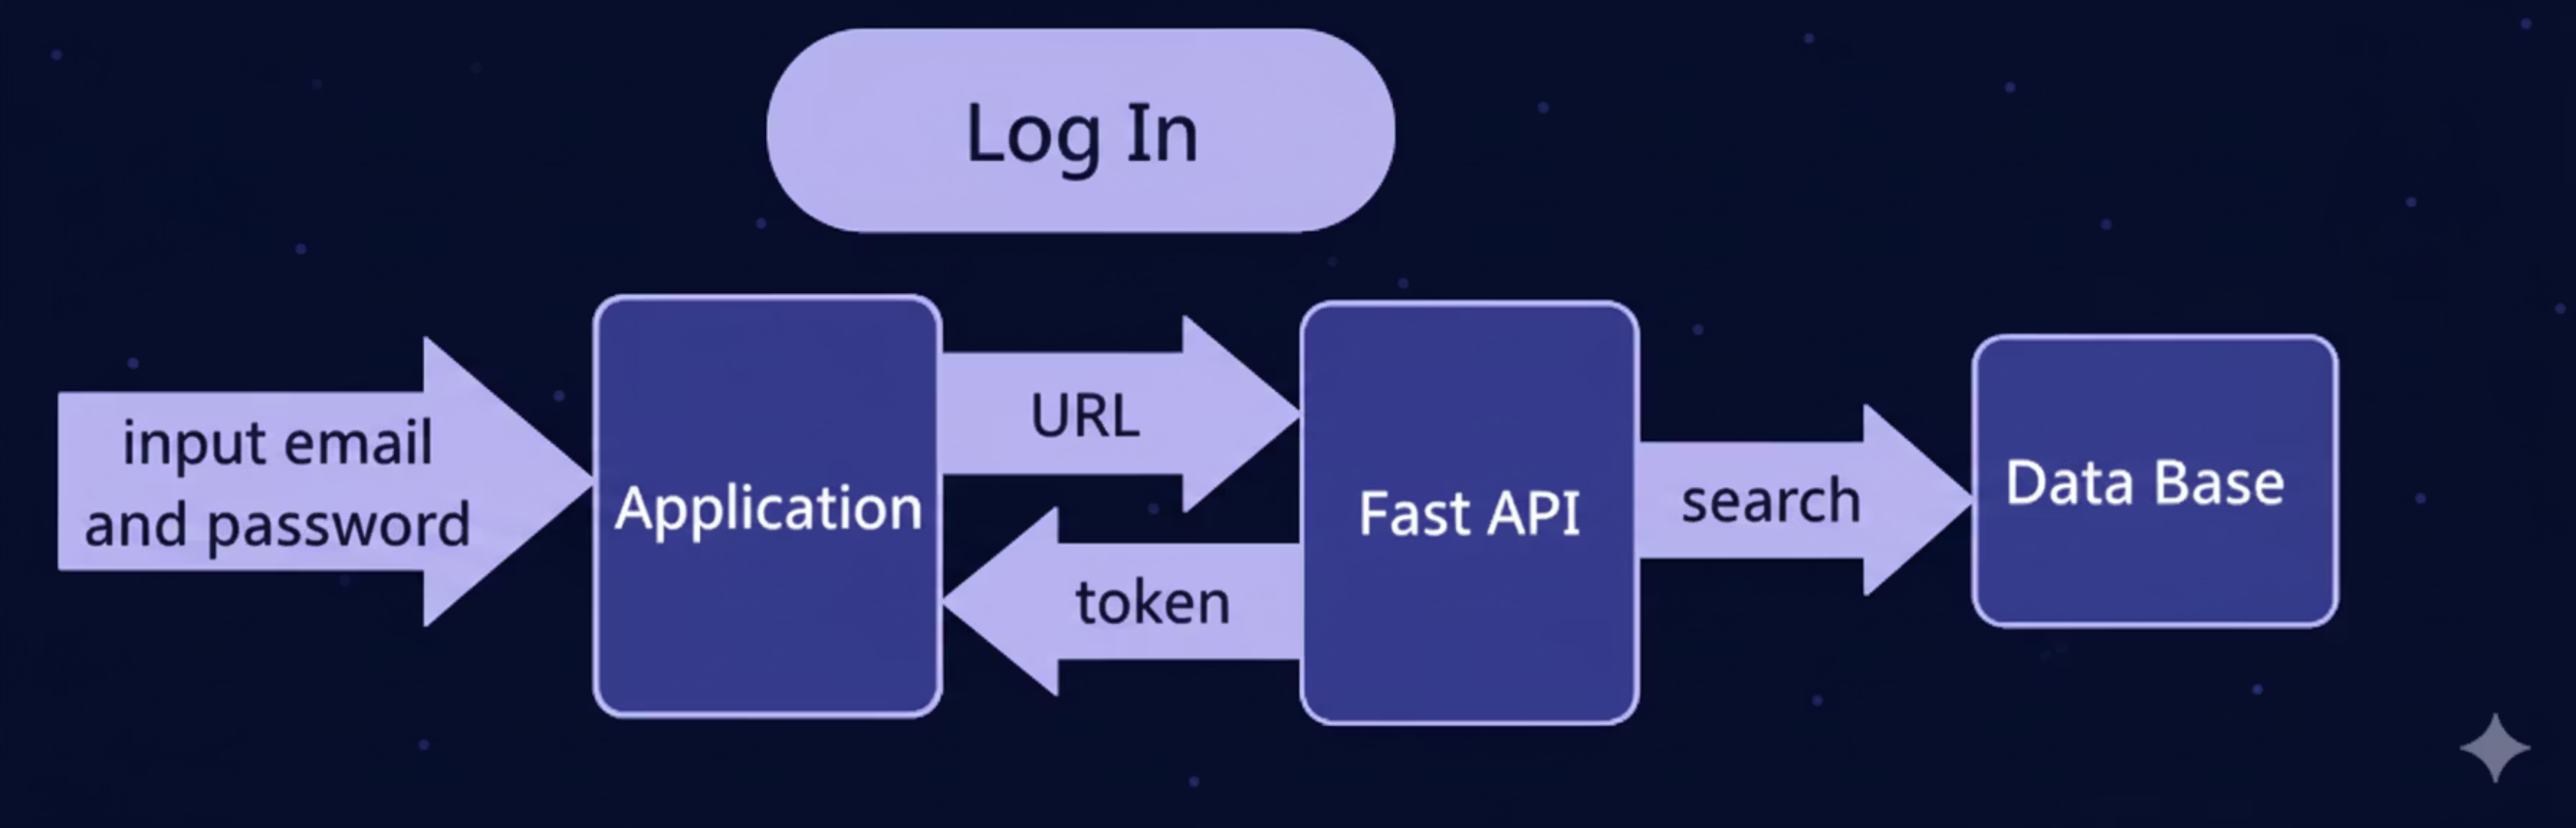 Log In
input email
and password
Application
URL
token
Fast API
search
Data Base